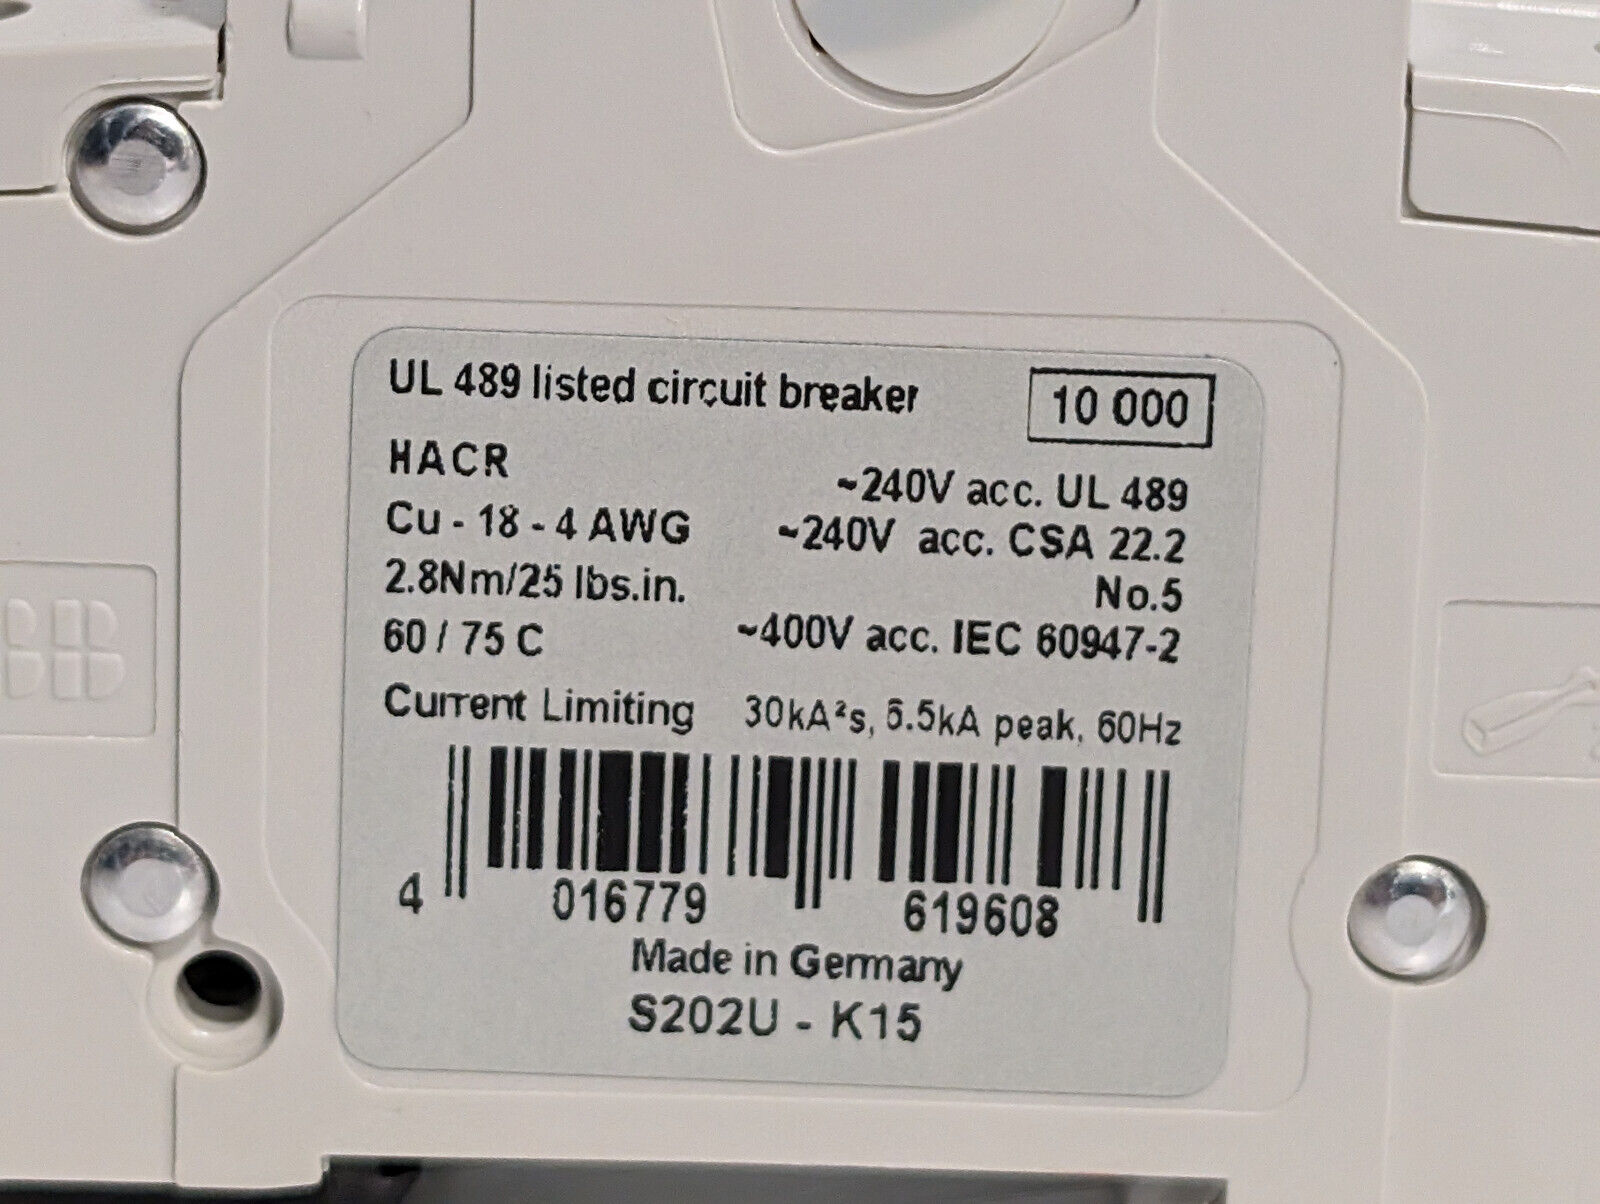 UL 489 listed circuit breaker 10 000
HACR
~240V acc. UL 489
Cu - 18 - 4 AWG
~240V acc. CSA 22.2
No.5
2.8Nm/25 lbs.in.
60 / 75 C
~400V acc. IEC 60947-2
Current Limiting 30kA²s, 6.5kA peak, 60Hz
4 016779 619608
Made in Germany
S202U - K15